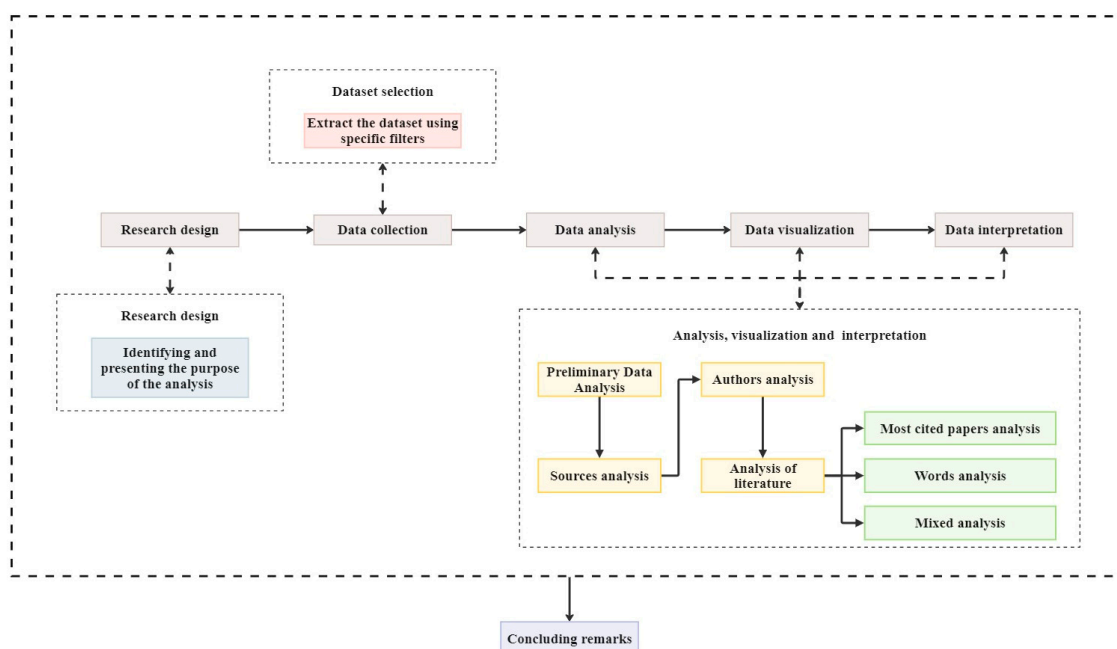 Dataset selection
Extract the dataset using
specific filters
Research design
Data collection
Data analysis
Data visualization
Data interpretation
Research design
Identifying and
presenting the purpose
of the analysis
Analysis, visualization and interpretation
Preliminary Data
Analysis
Authors analysis
Most cited papers analysis
Sources analysis
Analysis of
literature
Words analysis
Mixed analysis
Concluding remarks